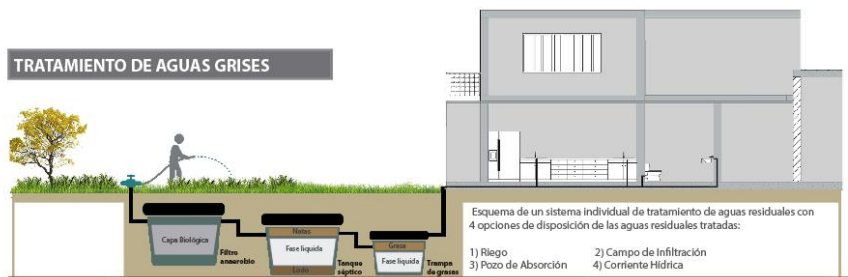 TRATAMIENTO DE AGUAS GRISES
Capa Biológica
Filtro
anaerobio
Natas
Fase líquida
Lodo
Tanque
séptico
Grasa
Fase líquida
Trampa
de grasas
Esquema de un sistema individual de tratamiento de aguas residuales con
4 opciones de disposición de las aguas residuales tratadas:
1) Riego 2) Campo de Infiltración
3) Pozo de Absorción 4) Corriente Hídrica